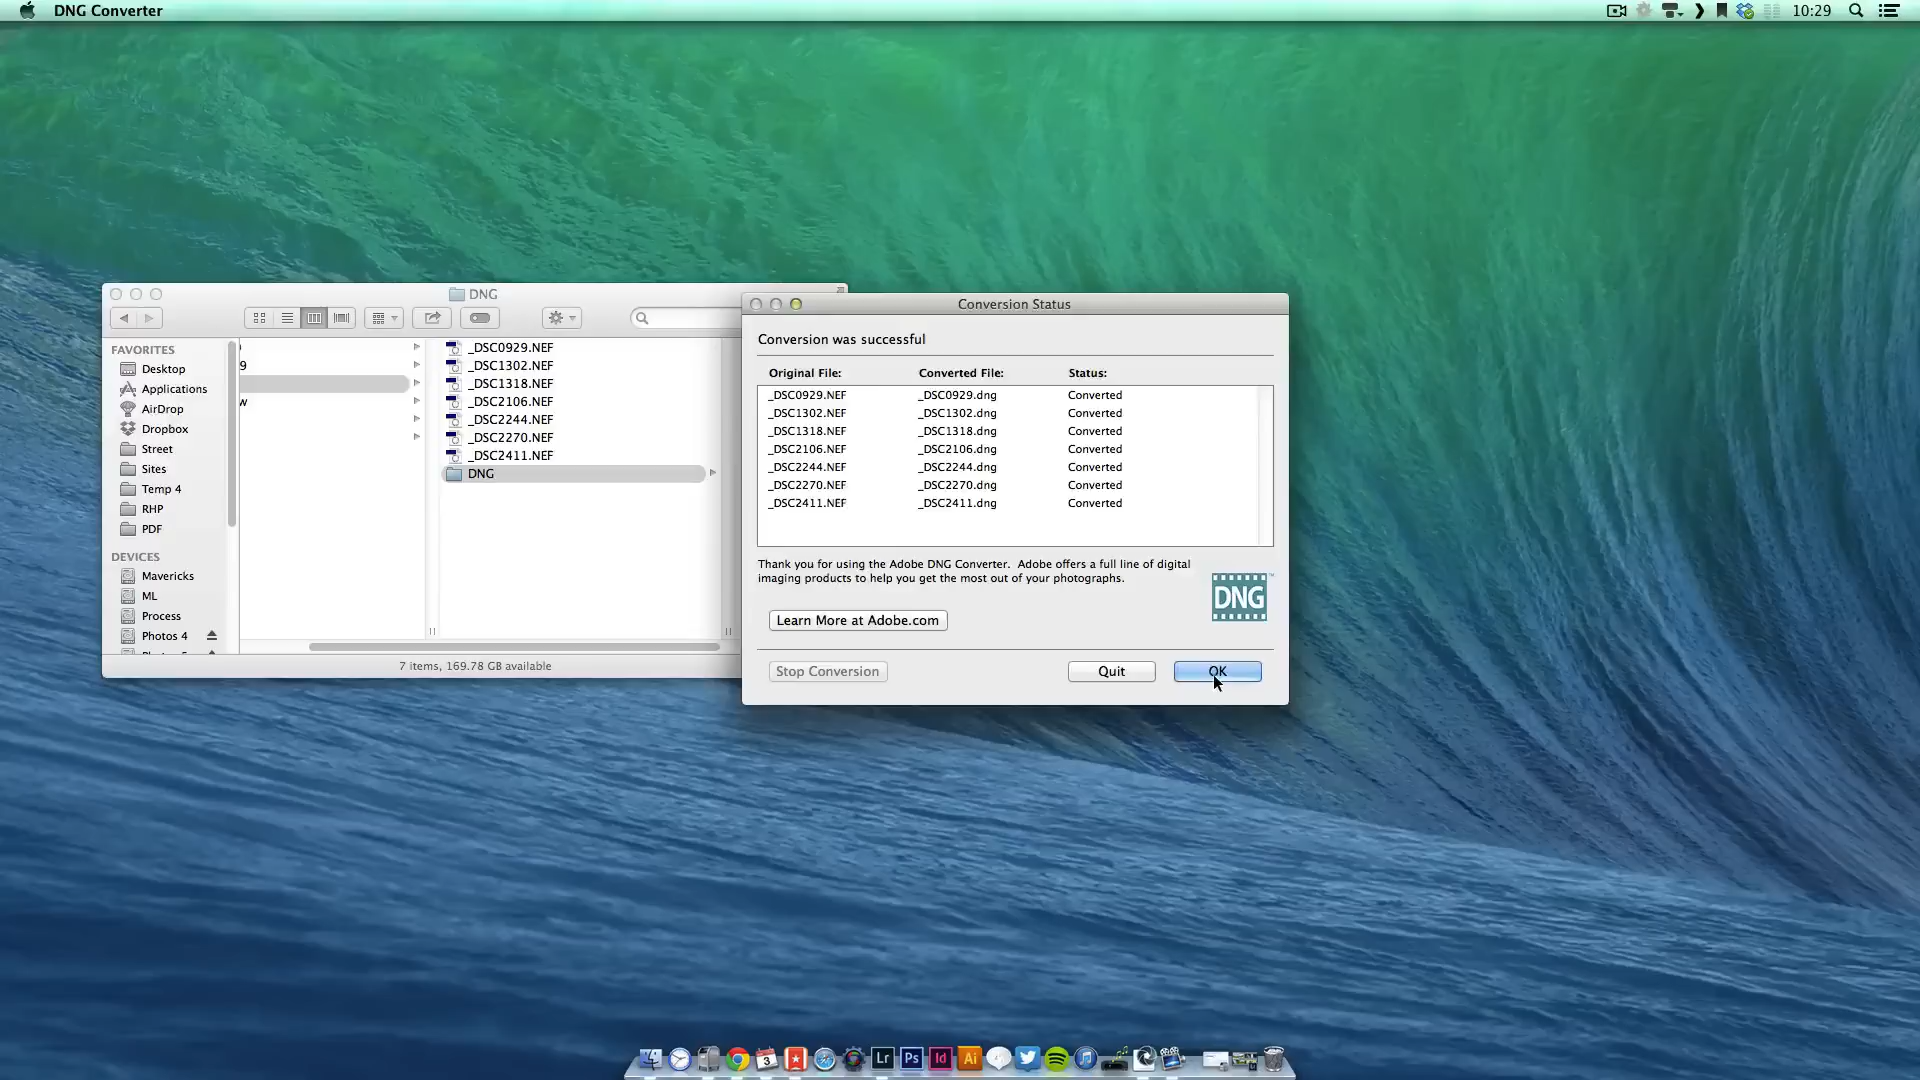 DNG Converter
10:29
DNG
FAVORITES
Desktop
Applications
AirDrop
Dropbox
Street
Sites
Temp 4
RHP
PDF
DEVICES
Mavericks
ML
Process
Photos 4
9
w
_DSC0929.NEF
_DSC1302.NEF
_DSC1318.NEF
_DSC2106.NEF
_DSC2244.NEF
_DSC2270.NEF
_DSC2411.NEF
DNG
7 items, 169.78 GB available
Conversion Status
Conversion was successful
Original File: Converted File: Status:
_DSC0929.NEF _DSC0929.dng Converted
_DSC1302.NEF _DSC1302.dng Converted
_DSC1318.NEF _DSC1318.dng Converted
_DSC2106.NEF _DSC2106.dng Converted
_DSC2244.NEF _DSC2244.dng Converted
_DSC2270.NEF _DSC2270.dng Converted
_DSC2411.NEF _DSC2411.dng Converted
Thank you for using the Adobe DNG Converter. Adobe offers a full line of digital
imaging products to help you get the most out of your photographs.
DNG
Learn More at Adobe.com
Stop Conversion Quit OK
3 Lr Ps Id Ai